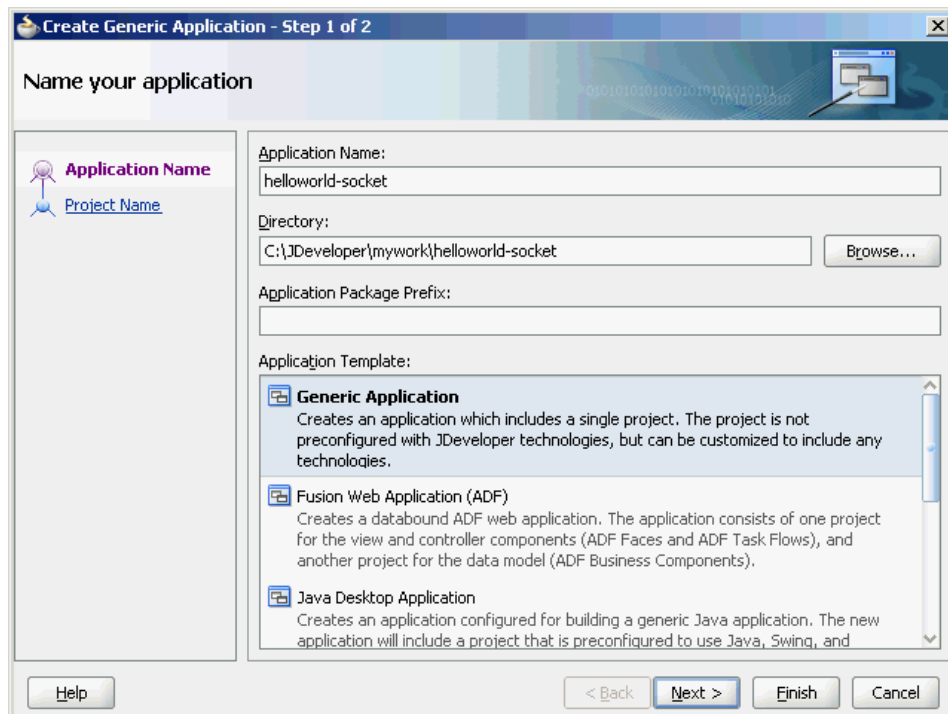 Create Generic Application - Step 1 of 2
Name your application
Application Name
Project Name
Application Name:
helloworld-socket
Directory:
C:\JDeveloper\mywork\helloworld-socket
Browse...
Application Package Prefix:
Application Template:
Generic Application
Creates an application which includes a single project. The project is not
preconfigured with JDeveloper technologies, but can be customized to include any
technologies.
Fusion Web Application (ADF)
Creates a databound ADF web application. The application consists of one project
for the view and controller components (ADF Faces and ADF Task Flows), and
another project for the data model (ADF Business Components).
Java Desktop Application
Creates an application configured for building a generic Java application. The new
application will include a project that is preconfigured to use Java, Swing, and
Help
< Back
Next >
Finish
Cancel